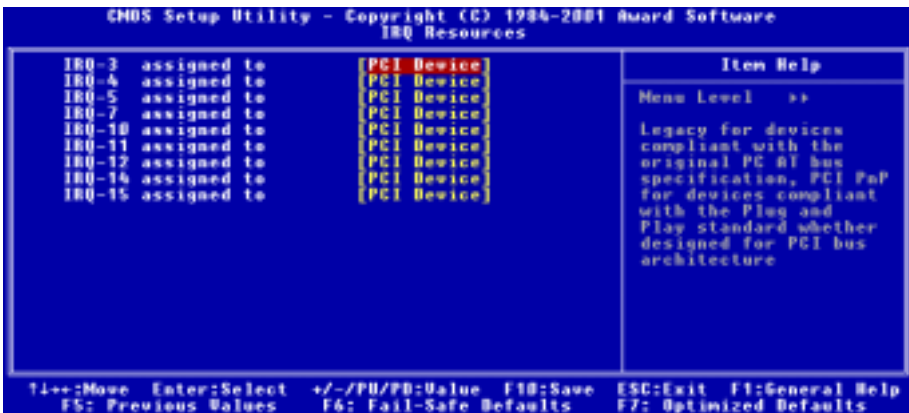 CMOS Setup Utility - Copyright (C) 1984-2001 Award Software
IRQ Resources
IRQ-3 assigned to [PCI Device]
IRQ-4 assigned to [PCI Device]
IRQ-5 assigned to [PCI Device]
IRQ-7 assigned to [PCI Device]
IRQ-10 assigned to [PCI Device]
IRQ-11 assigned to [PCI Device]
IRQ-12 assigned to [PCI Device]
IRQ-14 assigned to [PCI Device]
IRQ-15 assigned to [PCI Device]
Item Help
Menu Level ►►
Legacy for devices
compliant with the
original PC AT bus
specification, PCI PnP
for devices compliant
with the Plug and
Play standard whether
designed for PCI bus
architecture
↑↓→←:Move Enter:Select +/-/PU/PD:Value F10:Save ESC:Exit F1:General Help
F5: Previous Values F6: Fail-Safe Defaults F7: Optimized Defaults